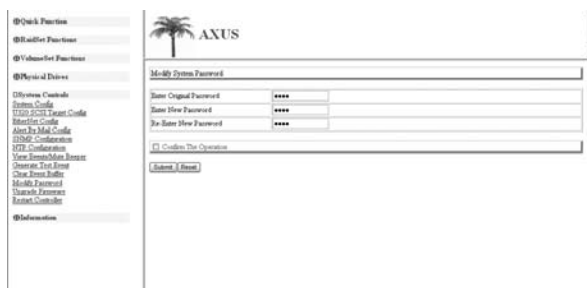 Quick Function
RaidSet Functions
VolumeSet Functions
Physical Drives
System Controls
System Config
U320 SCSI Target Config
EtherNet Config
Alert By Mail Config
SNMP Configuration
NTP Configuration
View Events/Mute Beeper
Generate Test Event
Clear Event Buffer
Modify Password
Upgrade Firmware
Restart Controller
Information
AXUS
Modify System Password
Enter Original Password ••••
Enter New Password ••••
Re-Enter New Password ••••
Confirm The Operation
Submit Reset